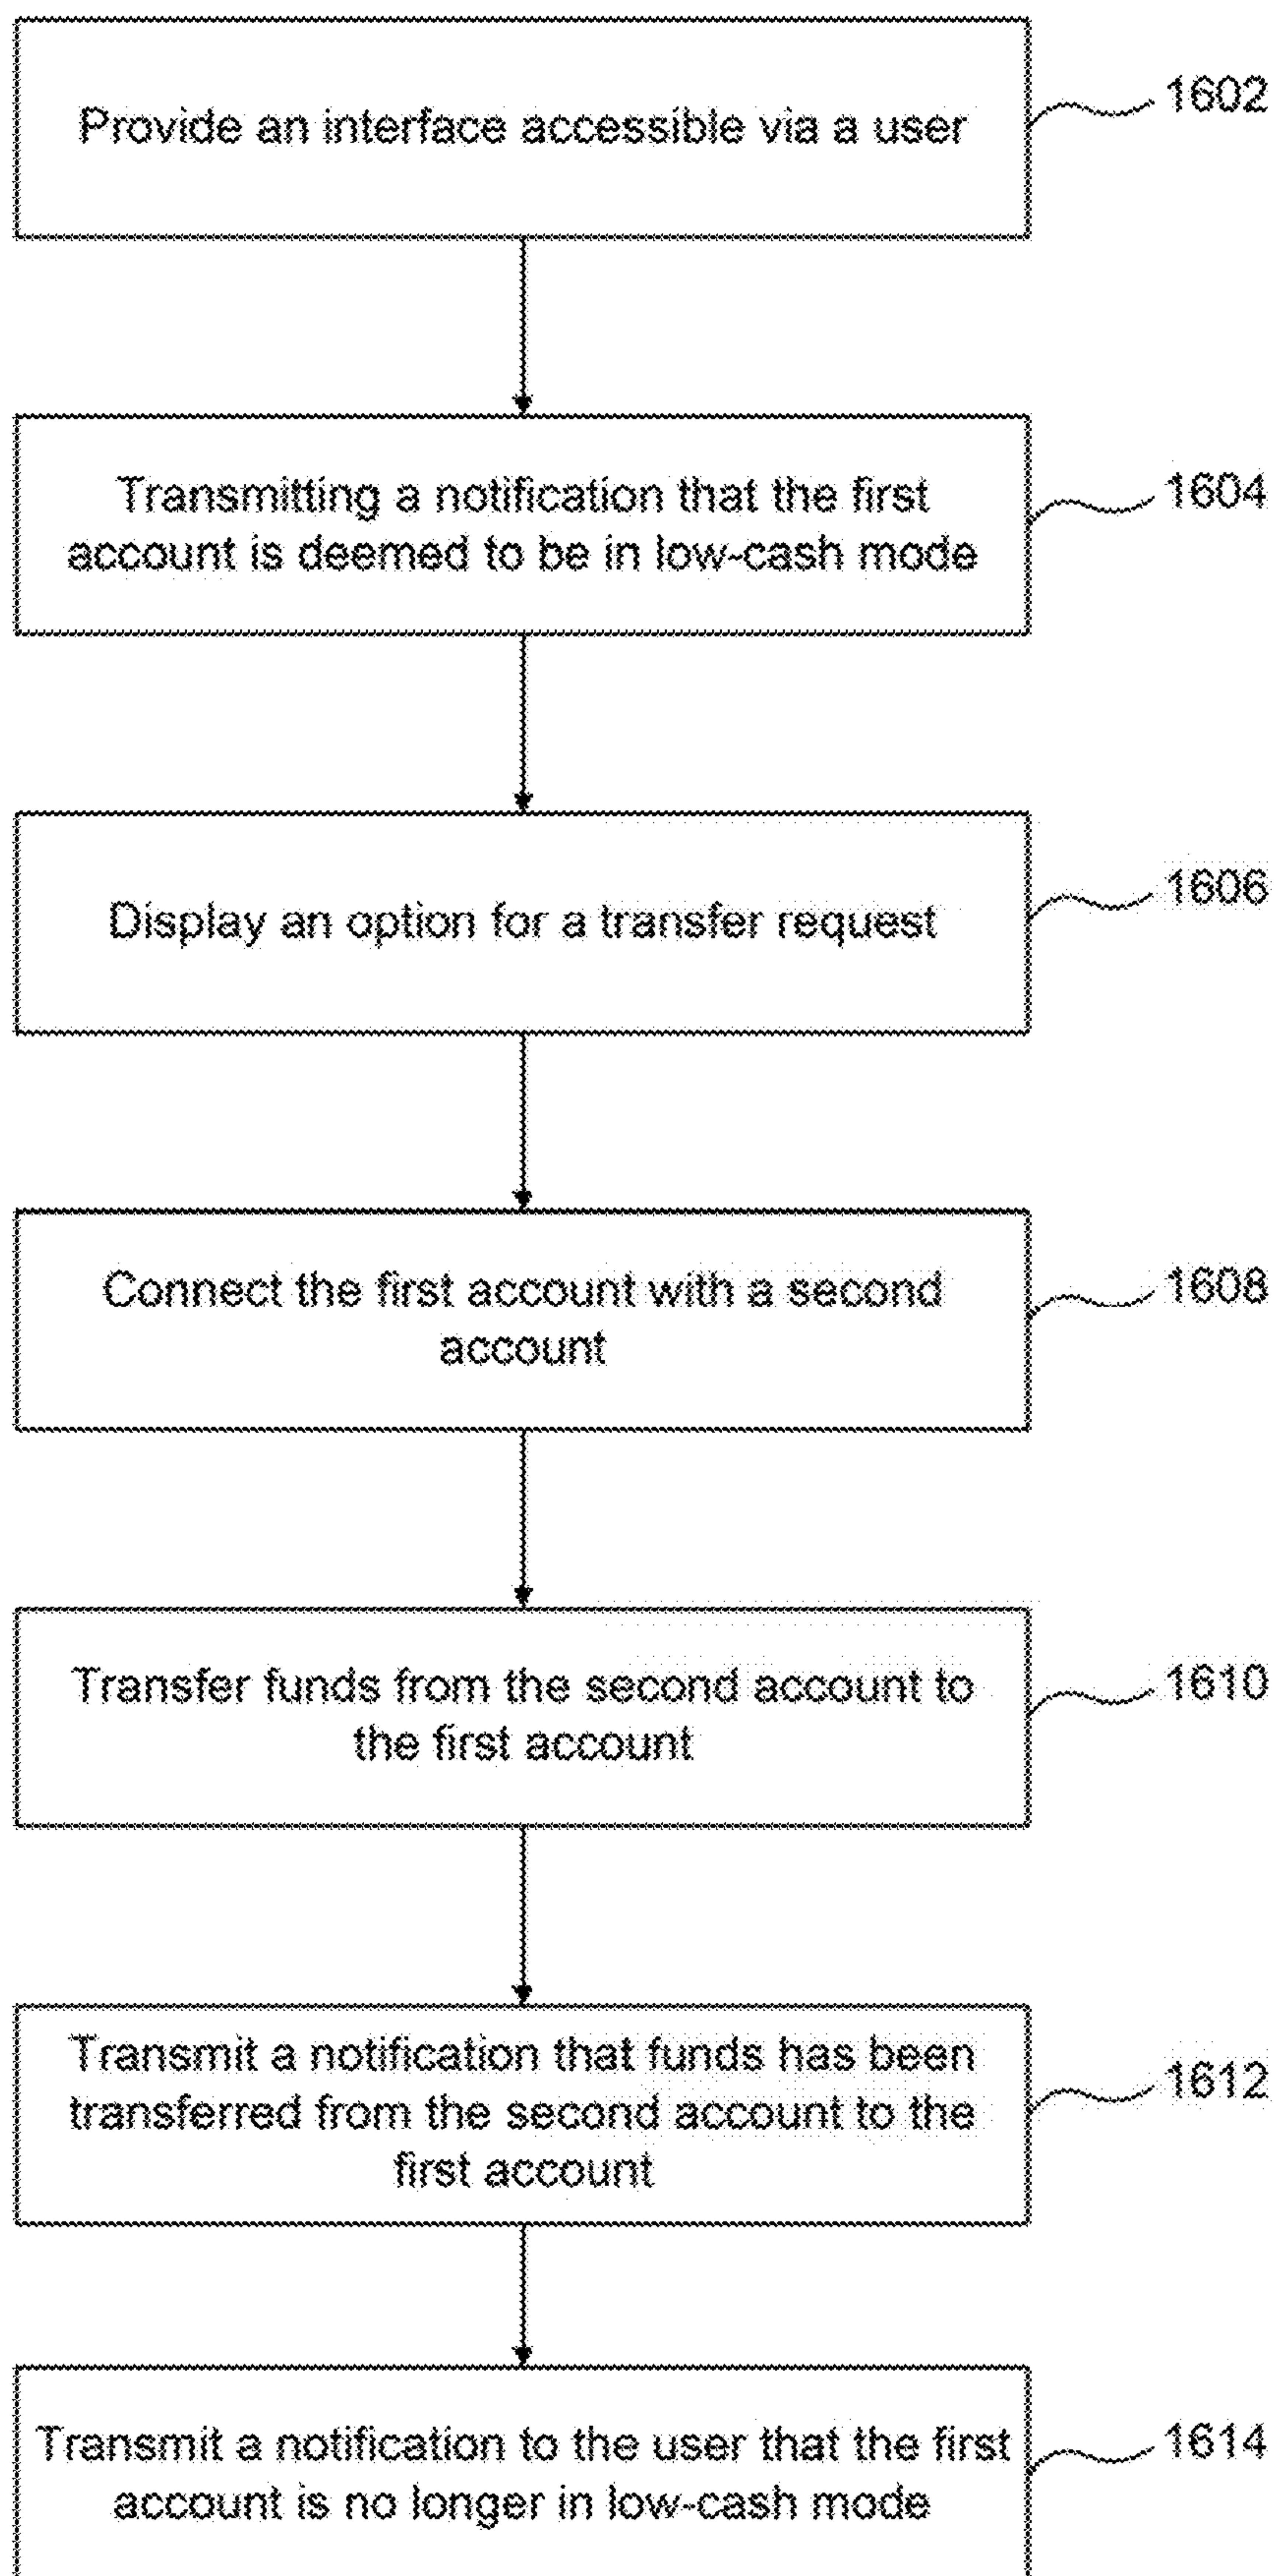 Provide an interface accessible via a user
1602
Transmitting a notification that the first
account is deemed to be in low-cash mode
1604
Display an option for a transfer request
1606
Connect the first account with a second
account
1608
Transfer funds from the second account to
the first account
1610
Transmit a notification that funds has been
transferred from the second account to the
first account
1612
Transmit a notification to the user that the first
account is no longer in low-cash mode
1614